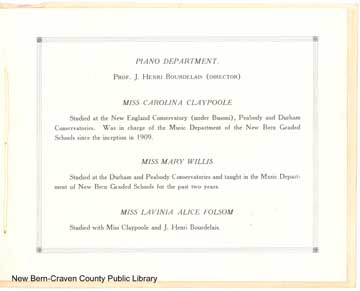 PIANO DEPARTMENT.
PROF. J. HENRI BOURDELAIS (DIRECTOR)
MISS CAROLINA CLAYPOOLE
Studied at the New England Conservatory (under Busoni), Peabody and Durham
Conservatories. Was in charge of the Music Department of the New Bern Graded
Schools since the inception in 1909.
MISS MARY WILLIS
Studied at the Durham and Peabody Conservatories and taught in the Music Depart-
ment of New Bern Graded Schools for the past two years.
MISS LAVINIA ALICE FOLSOM
Studied with Miss Claypoole and J. Henri Bourdelais.
New Bern-Craven County Public Library